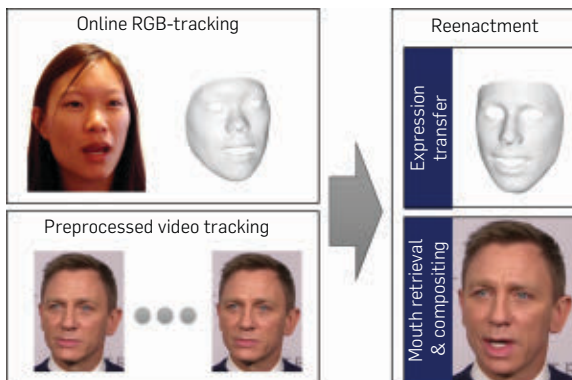 Online RGB-tracking
Reenactment
Expression
transfer
Preprocessed video tracking
Mouth retrieval
& compositing